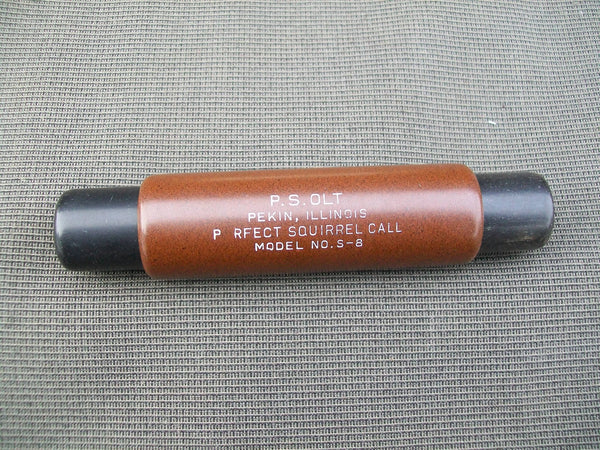 P.S.OLT
PEKIN, ILLINOIS
P RFECT SQUIRREL CALL
MODEL NO.S-8